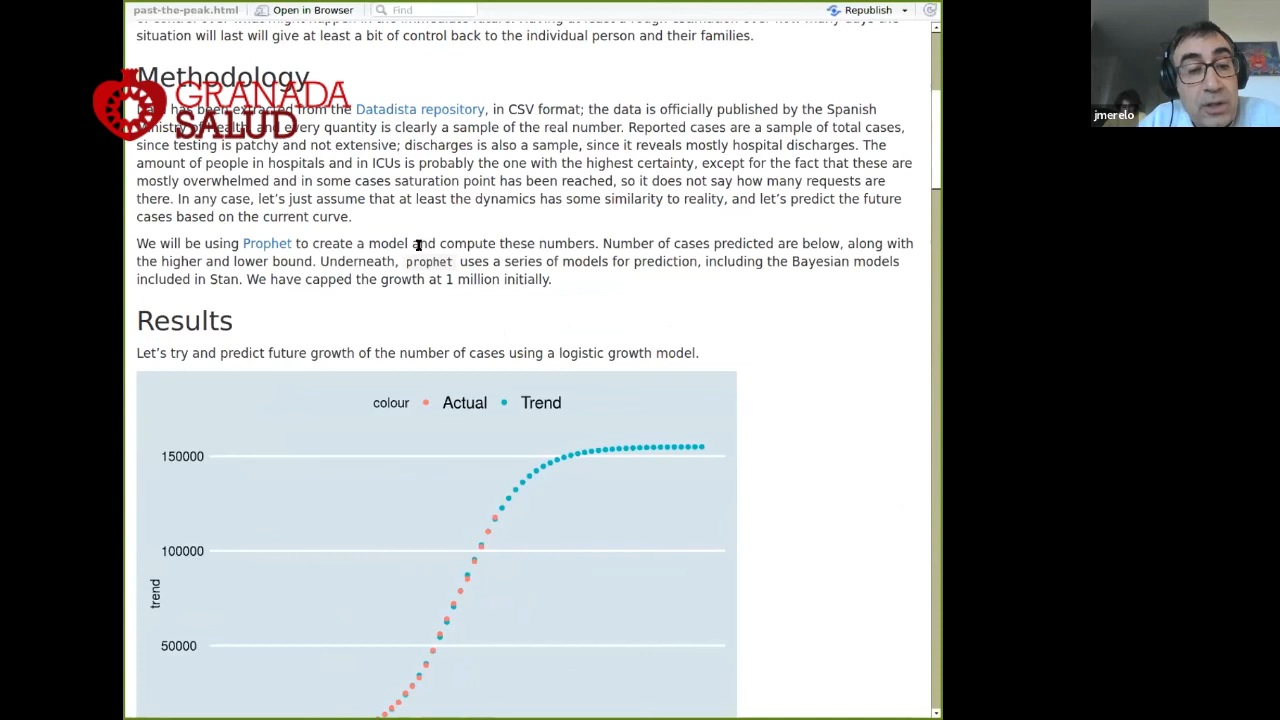 past-the-peak.html
Open in Browser
Find
Republish
situation will last will give at least a bit of control back to the individual person and their families.
Methodology
GRANADA
SALUD
has been extracted from the Datadista repository, in CSV format; the data is officially published by the Spanish
Ministry of Health, and every quantity is clearly a sample of the real number. Reported cases are a sample of total cases,
since testing is patchy and not extensive; discharges is also a sample, since it reveals mostly hospital discharges. The
amount of people in hospitals and in ICUs is probably the one with the highest certainty, except for the fact that these are
mostly overwhelmed and in some cases saturation point has been reached, so it does not say how many requests are
there. In any case, let's just assume that at least the dynamics has some similarity to reality, and let's predict the future
cases based on the current curve.
We will be using Prophet to create a model and compute these numbers. Number of cases predicted are below, along with
the higher and lower bound. Underneath, prophet uses a series of models for prediction, including the Bayesian models
included in Stan. We have capped the growth at 1 million initially.
Results
Let's try and predict future growth of the number of cases using a logistic growth model.
colour Actual Trend
150000
100000
trend
50000
jmerelo